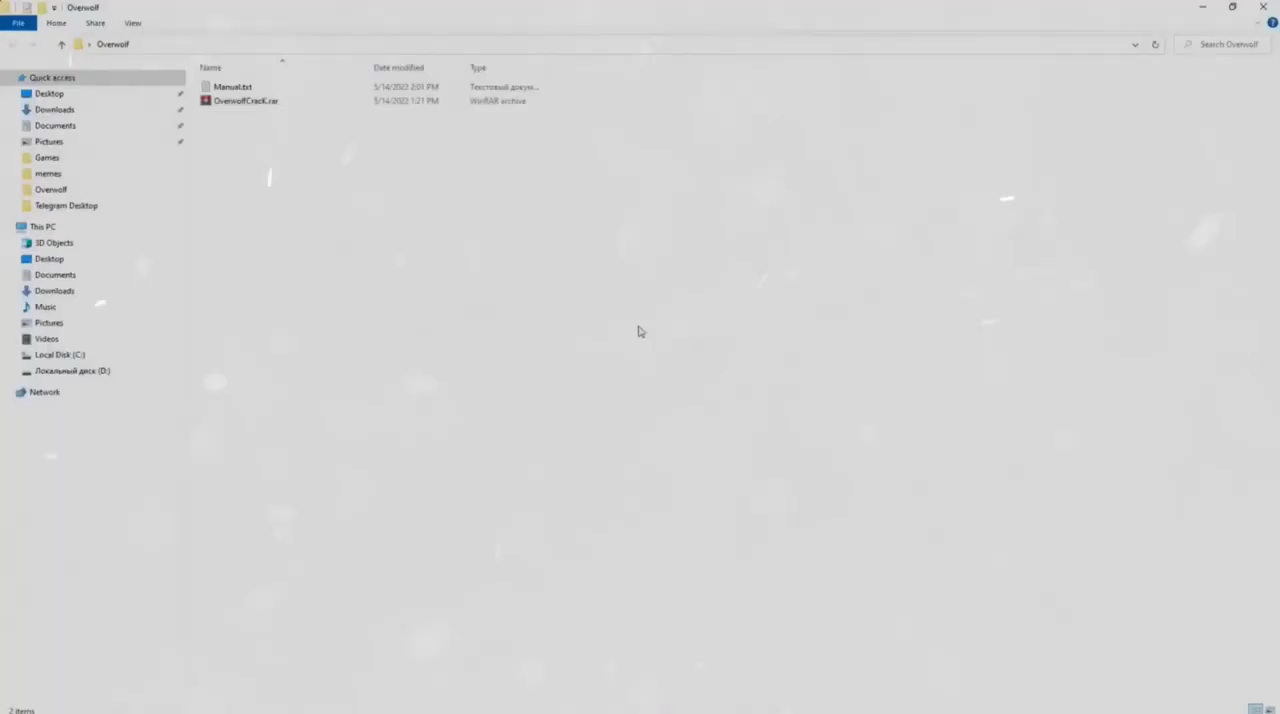 Overwolf
File Home Share View
Overwolf
Search Overwolf
Name Date modified Type
Manual.txt 5/14/2022 2:01 PM Текстовый докум...
OverwolfCracK.rar 5/14/2022 1:21 PM WinRAR archive
Quick access
Desktop
Downloads
Documents
Pictures
Games
memes
Overwolf
Telegram Desktop
This PC
3D Objects
Desktop
Documents
Downloads
Music
Pictures
Videos
Local Disk (C:)
Локальный диск (D:)
Network
2 items